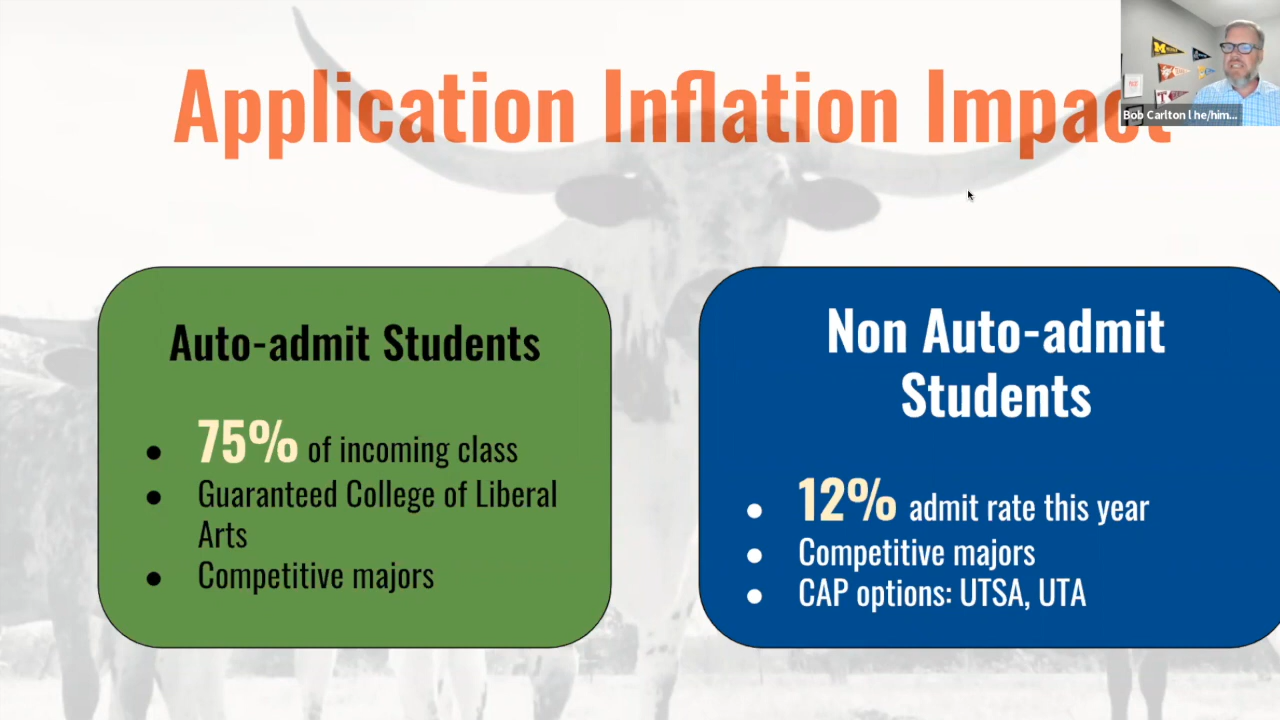 Application Inflation Impact
Bob Carlton l he/him...
Auto-admit Students
● 75% of incoming class
● Guaranteed College of Liberal
Arts
● Competitive majors
Non Auto-admit
Students
● 12% admit rate this year
● Competitive majors
● CAP options: UTSA, UTA